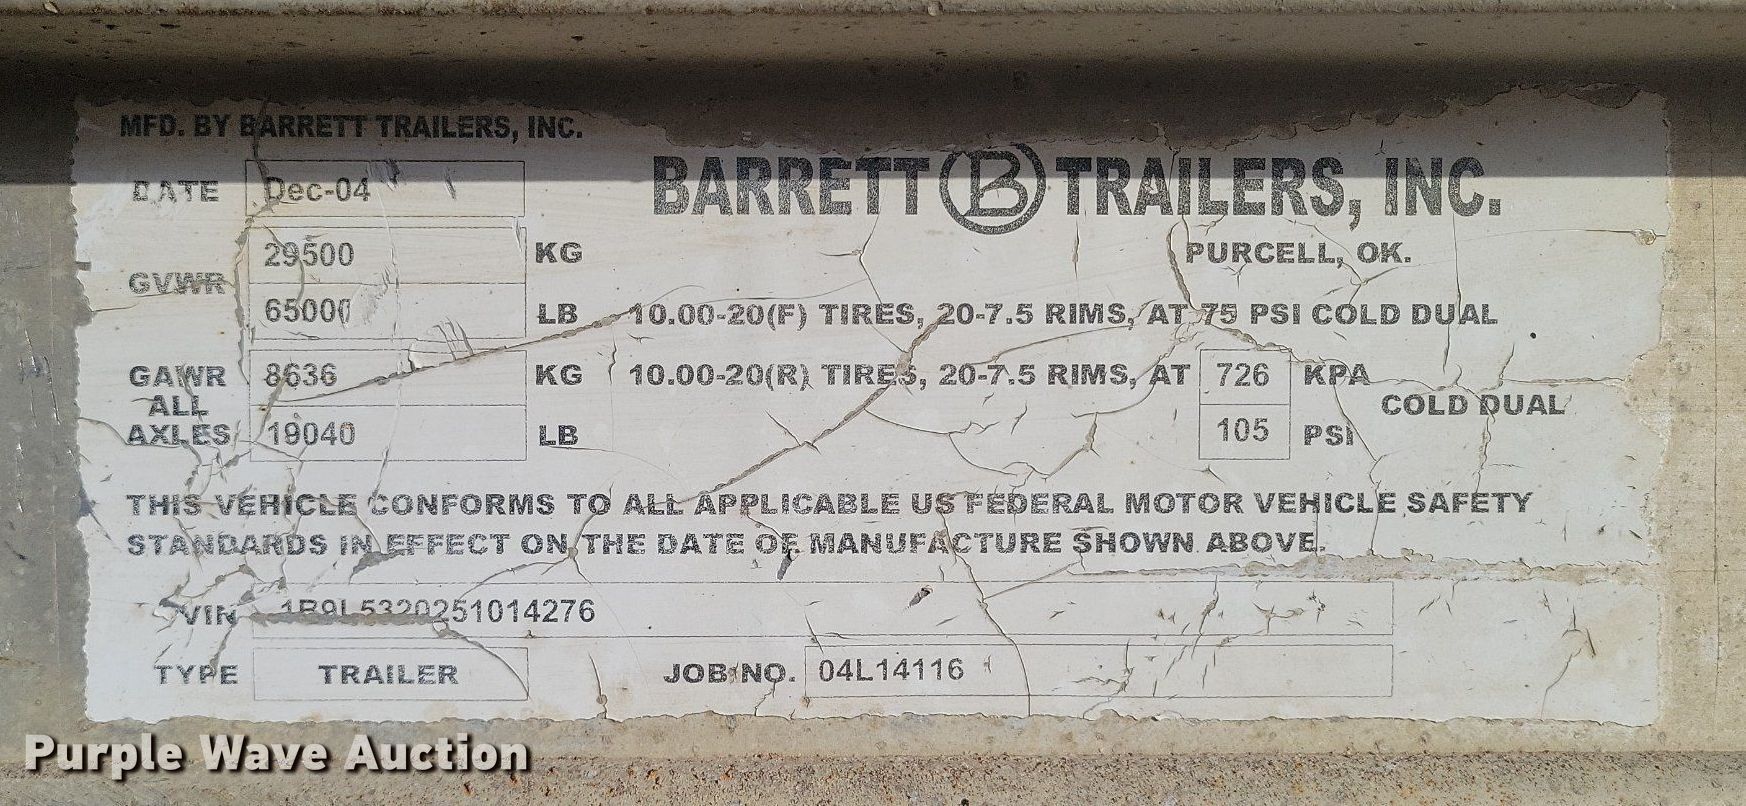 MFD. BY BARRETT TRAILERS, INC.
BARRETT B TRAILERS, INC.
DATE Dec-04
PURCELL, OK.
GVWR
29500 KG
65000 LB
10.00-20(F) TIRES, 20-7.5 RIMS, AT 75 PSI COLD DUAL
GAWR ALL AXLES
8636 KG
19040 LB
10.00-20(R) TIRES, 20-7.5 RIMS, AT 726 KPA
105 PSI
COLD DUAL
THIS VEHICLE CONFORMS TO ALL APPLICABLE US FEDERAL MOTOR VEHICLE SAFETY
STANDARDS IN EFFECT ON THE DATE OF MANUFACTURE SHOWN ABOVE.
VIN 1B9L5320251014276
TYPE TRAILER JOB NO. 04L14116
Purple Wave Auction